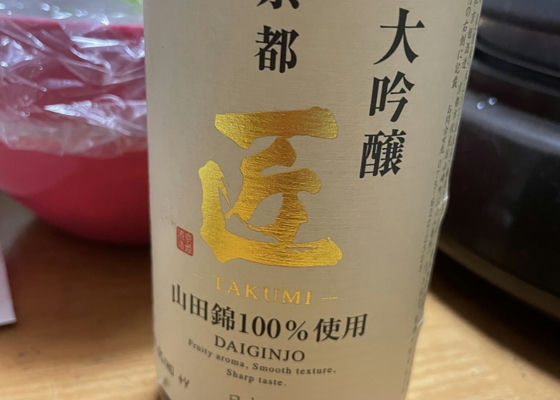 大吟醸
京都
匠
TAKUMI
山田錦100%使用
DAIGINJO
Fruity aroma, Smooth texture,
Sharp taste.